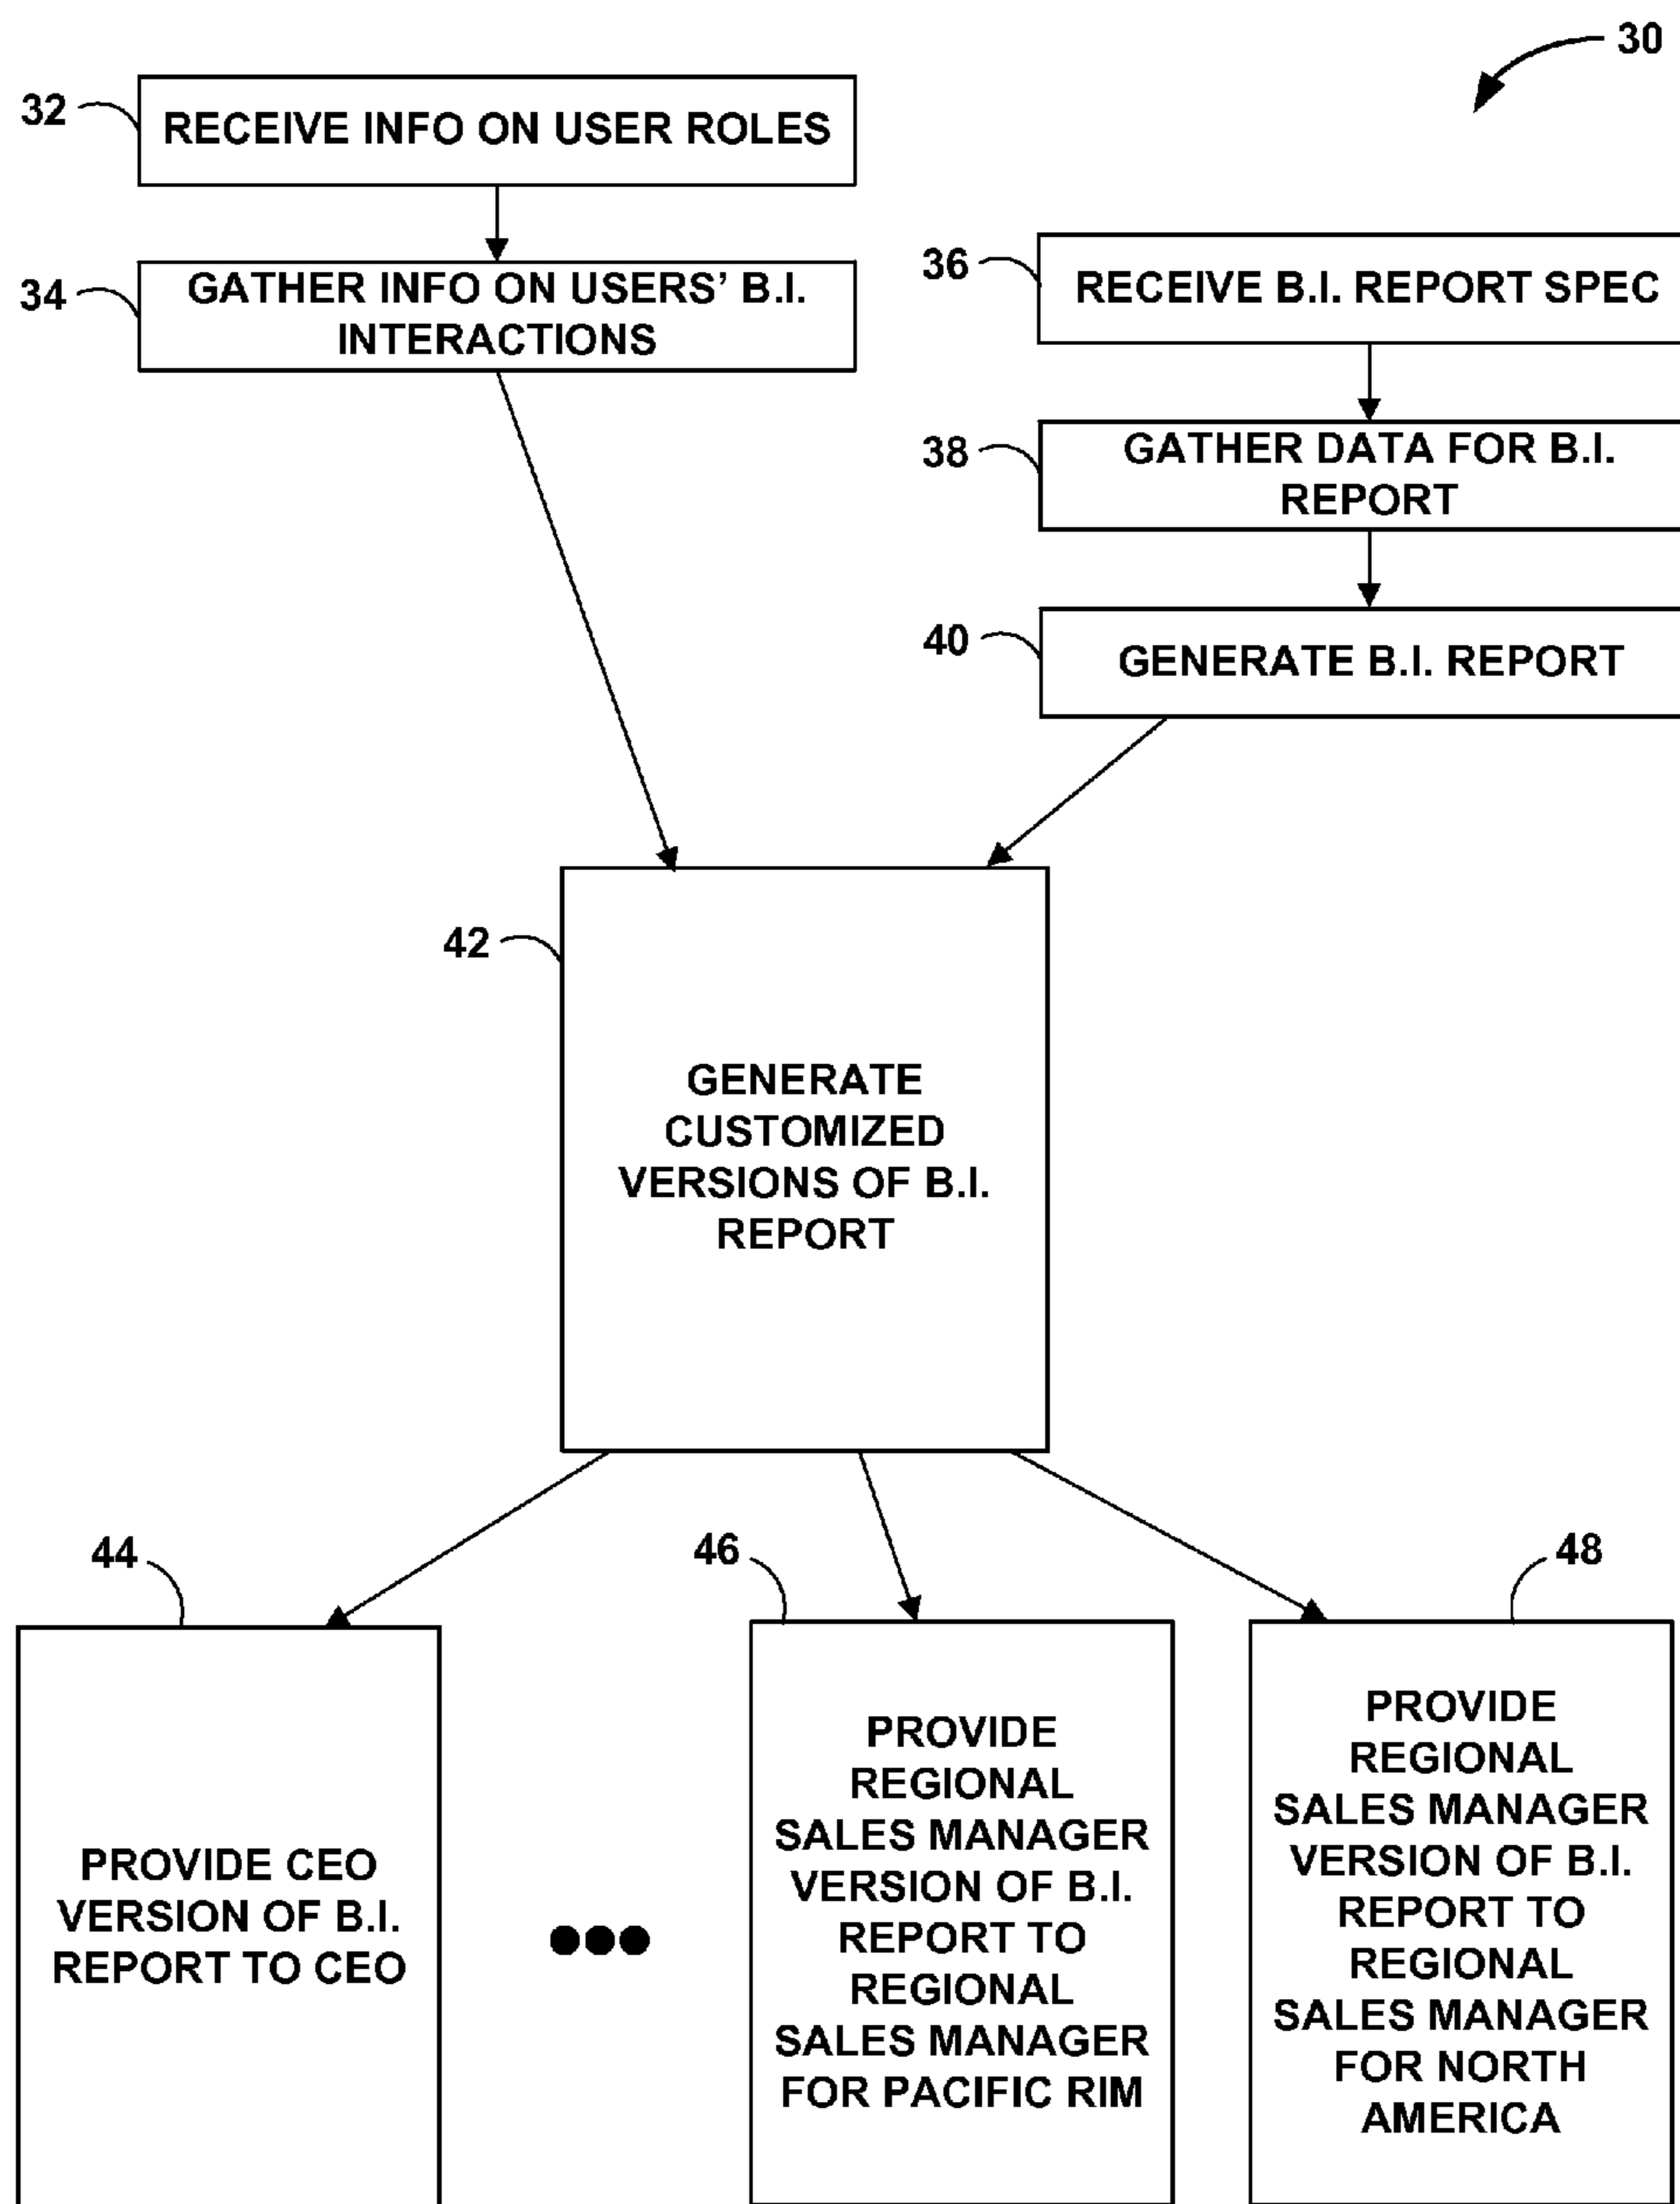 30
32
RECEIVE INFO ON USER ROLES
34
GATHER INFO ON USERS’ B.I.
INTERACTIONS
36
RECEIVE B.I. REPORT SPEC
38
GATHER DATA FOR B.I.
REPORT
40
GENERATE B.I. REPORT
42
GENERATE
CUSTOMIZED
VERSIONS OF B.I.
REPORT
44
PROVIDE CEO
VERSION OF B.I.
REPORT TO CEO
46
PROVIDE
REGIONAL
SALES MANAGER
VERSION OF B.I.
REPORT TO
REGIONAL
SALES MANAGER
FOR PACIFIC RIM
48
PROVIDE
REGIONAL
SALES MANAGER
VERSION OF B.I.
REPORT TO
REGIONAL
SALES MANAGER
FOR NORTH
AMERICA